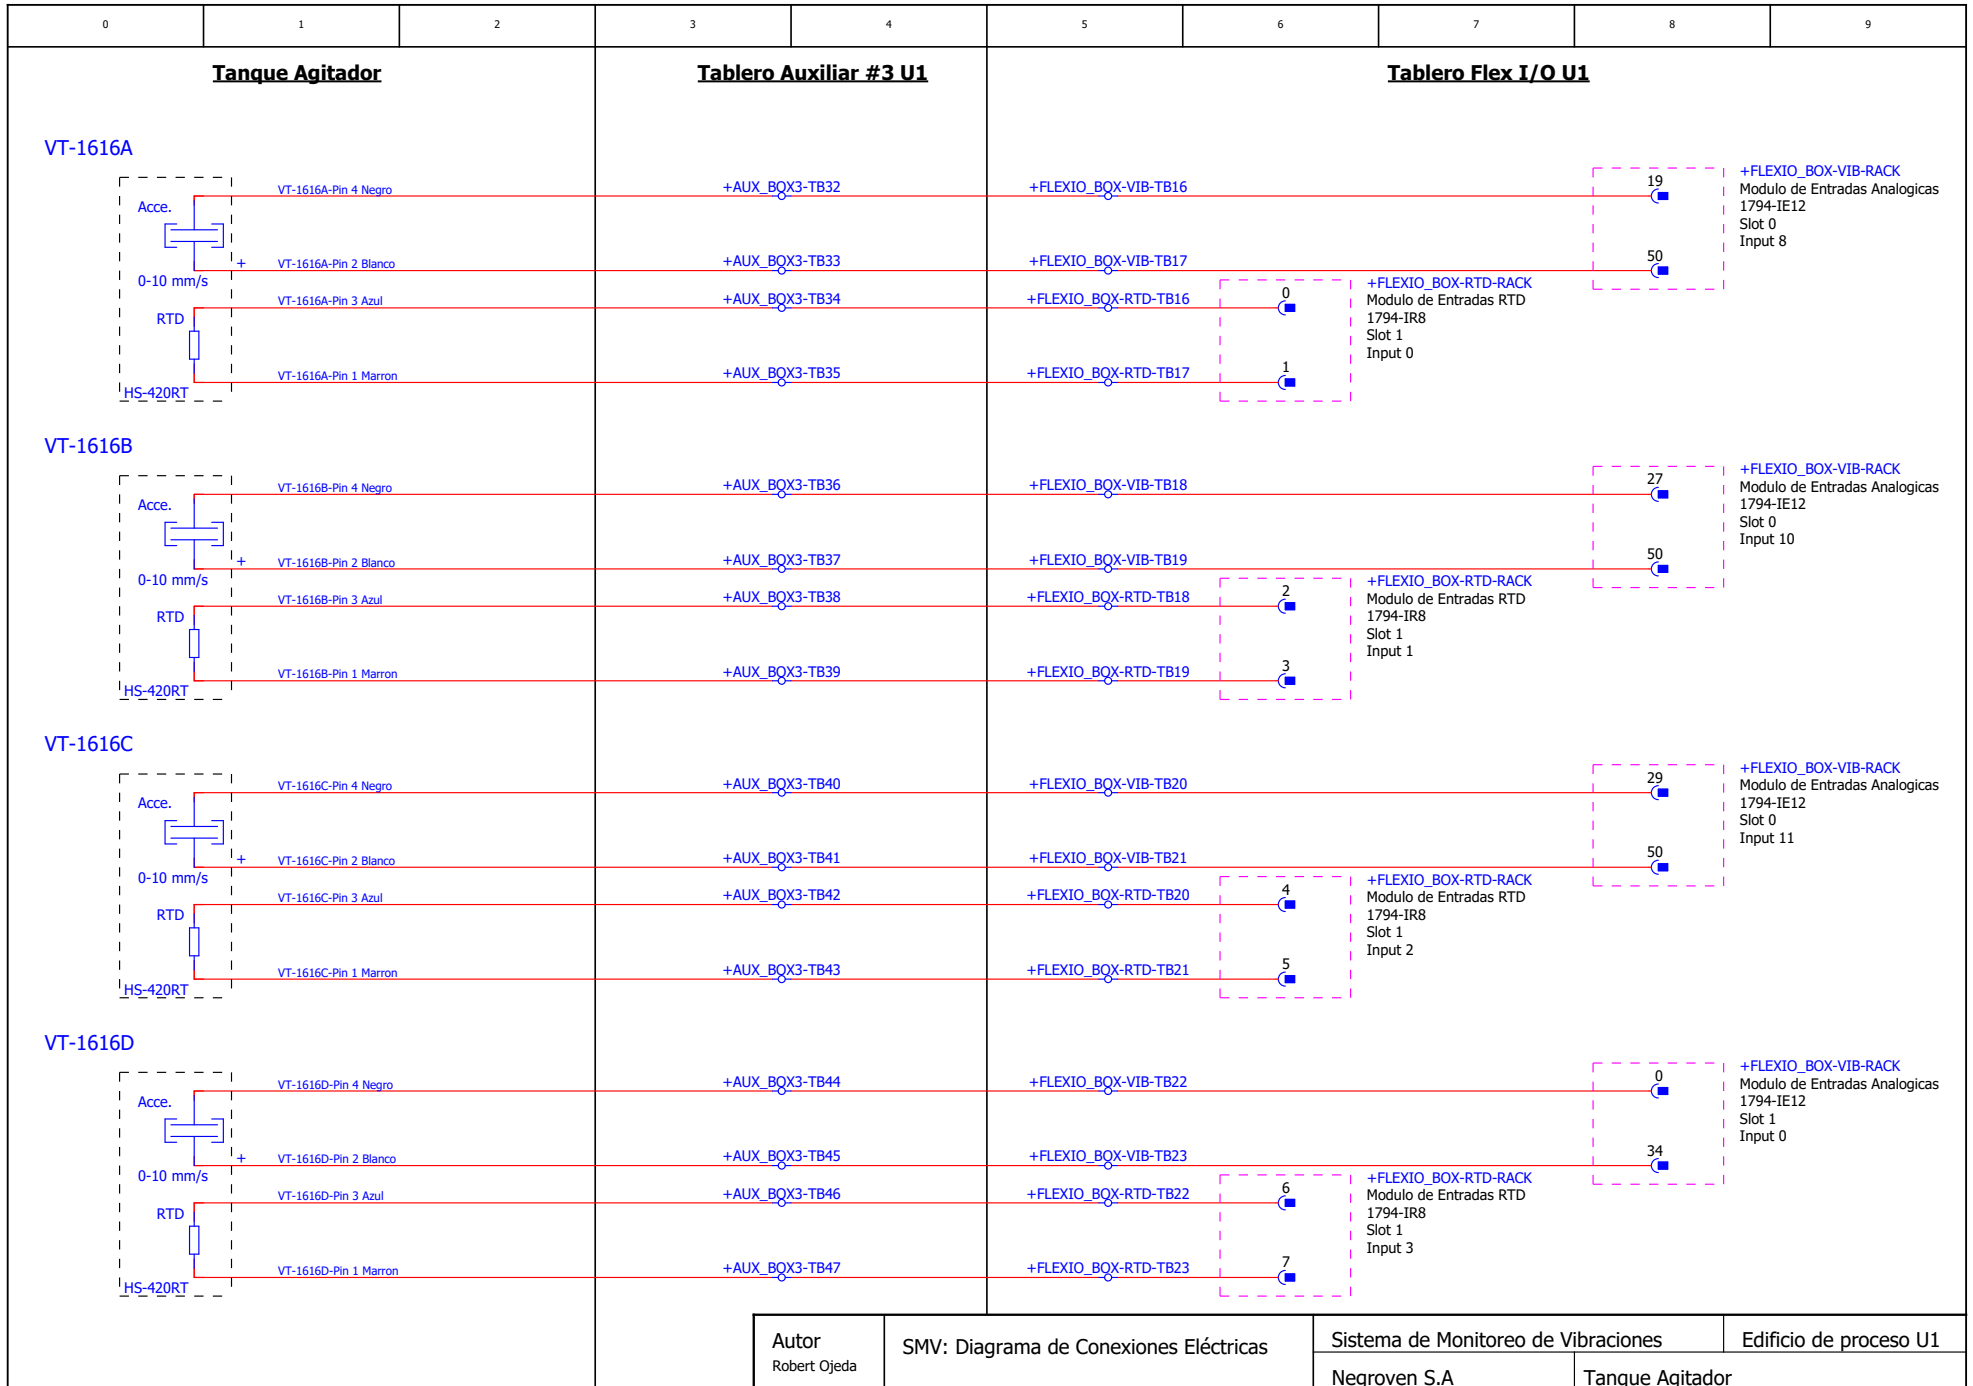 0 1 2 3 4 5 6 7 8 9
Tanque Agitador
Tablero Auxiliar #3 U1
Tablero Flex I/O U1
VT-1616A
Acce.
0-10 mm/s
RTD
HS-420RT
+
VT-1616A-Pin 4 Negro
VT-1616A-Pin 2 Blanco
VT-1616A-Pin 3 Azul
VT-1616A-Pin 1 Marron
+AUX_BOX3-TB32
+AUX_BOX3-TB33
+AUX_BOX3-TB34
+AUX_BOX3-TB35
+FLEXIO_BOX-VIB-TB16
+FLEXIO_BOX-VIB-TB17
+FLEXIO_BOX-RTD-TB16
+FLEXIO_BOX-RTD-TB17
0
1
+FLEXIO_BOX-RTD-RACK
Modulo de Entradas RTD
1794-IR8
Slot 1
Input 0
19
50
+FLEXIO_BOX-VIB-RACK
Modulo de Entradas Analogicas
1794-IE12
Slot 0
Input 8
VT-1616B
Acce.
0-10 mm/s
RTD
HS-420RT
+
VT-1616B-Pin 4 Negro
VT-1616B-Pin 2 Blanco
VT-1616B-Pin 3 Azul
VT-1616B-Pin 1 Marron
+AUX_BOX3-TB36
+AUX_BOX3-TB37
+AUX_BOX3-TB38
+AUX_BOX3-TB39
+FLEXIO_BOX-VIB-TB18
+FLEXIO_BOX-VIB-TB19
+FLEXIO_BOX-RTD-TB18
+FLEXIO_BOX-RTD-TB19
2
3
+FLEXIO_BOX-RTD-RACK
Modulo de Entradas RTD
1794-IR8
Slot 1
Input 1
27
50
+FLEXIO_BOX-VIB-RACK
Modulo de Entradas Analogicas
1794-IE12
Slot 0
Input 10
VT-1616C
Acce.
0-10 mm/s
RTD
HS-420RT
+
VT-1616C-Pin 4 Negro
VT-1616C-Pin 2 Blanco
VT-1616C-Pin 3 Azul
VT-1616C-Pin 1 Marron
+AUX_BOX3-TB40
+AUX_BOX3-TB41
+AUX_BOX3-TB42
+AUX_BOX3-TB43
+FLEXIO_BOX-VIB-TB20
+FLEXIO_BOX-VIB-TB21
+FLEXIO_BOX-RTD-TB20
+FLEXIO_BOX-RTD-TB21
4
5
+FLEXIO_BOX-RTD-RACK
Modulo de Entradas RTD
1794-IR8
Slot 1
Input 2
29
50
+FLEXIO_BOX-VIB-RACK
Modulo de Entradas Analogicas
1794-IE12
Slot 0
Input 11
VT-1616D
Acce.
0-10 mm/s
RTD
HS-420RT
+
VT-1616D-Pin 4 Negro
VT-1616D-Pin 2 Blanco
VT-1616D-Pin 3 Azul
VT-1616D-Pin 1 Marron
+AUX_BOX3-TB44
+AUX_BOX3-TB45
+AUX_BOX3-TB46
+AUX_BOX3-TB47
+FLEXIO_BOX-VIB-TB22
+FLEXIO_BOX-VIB-TB23
+FLEXIO_BOX-RTD-TB22
+FLEXIO_BOX-RTD-TB23
6
7
+FLEXIO_BOX-RTD-RACK
Modulo de Entradas RTD
1794-IR8
Slot 1
Input 3
0
34
+FLEXIO_BOX-VIB-RACK
Modulo de Entradas Analogicas
1794-IE12
Slot 1
Input 0
Autor
Robert Ojeda
SMV: Diagrama de Conexiones Eléctricas
Sistema de Monitoreo de Vibraciones
Edificio de proceso U1
Negroven S.A
Tanque Agitador